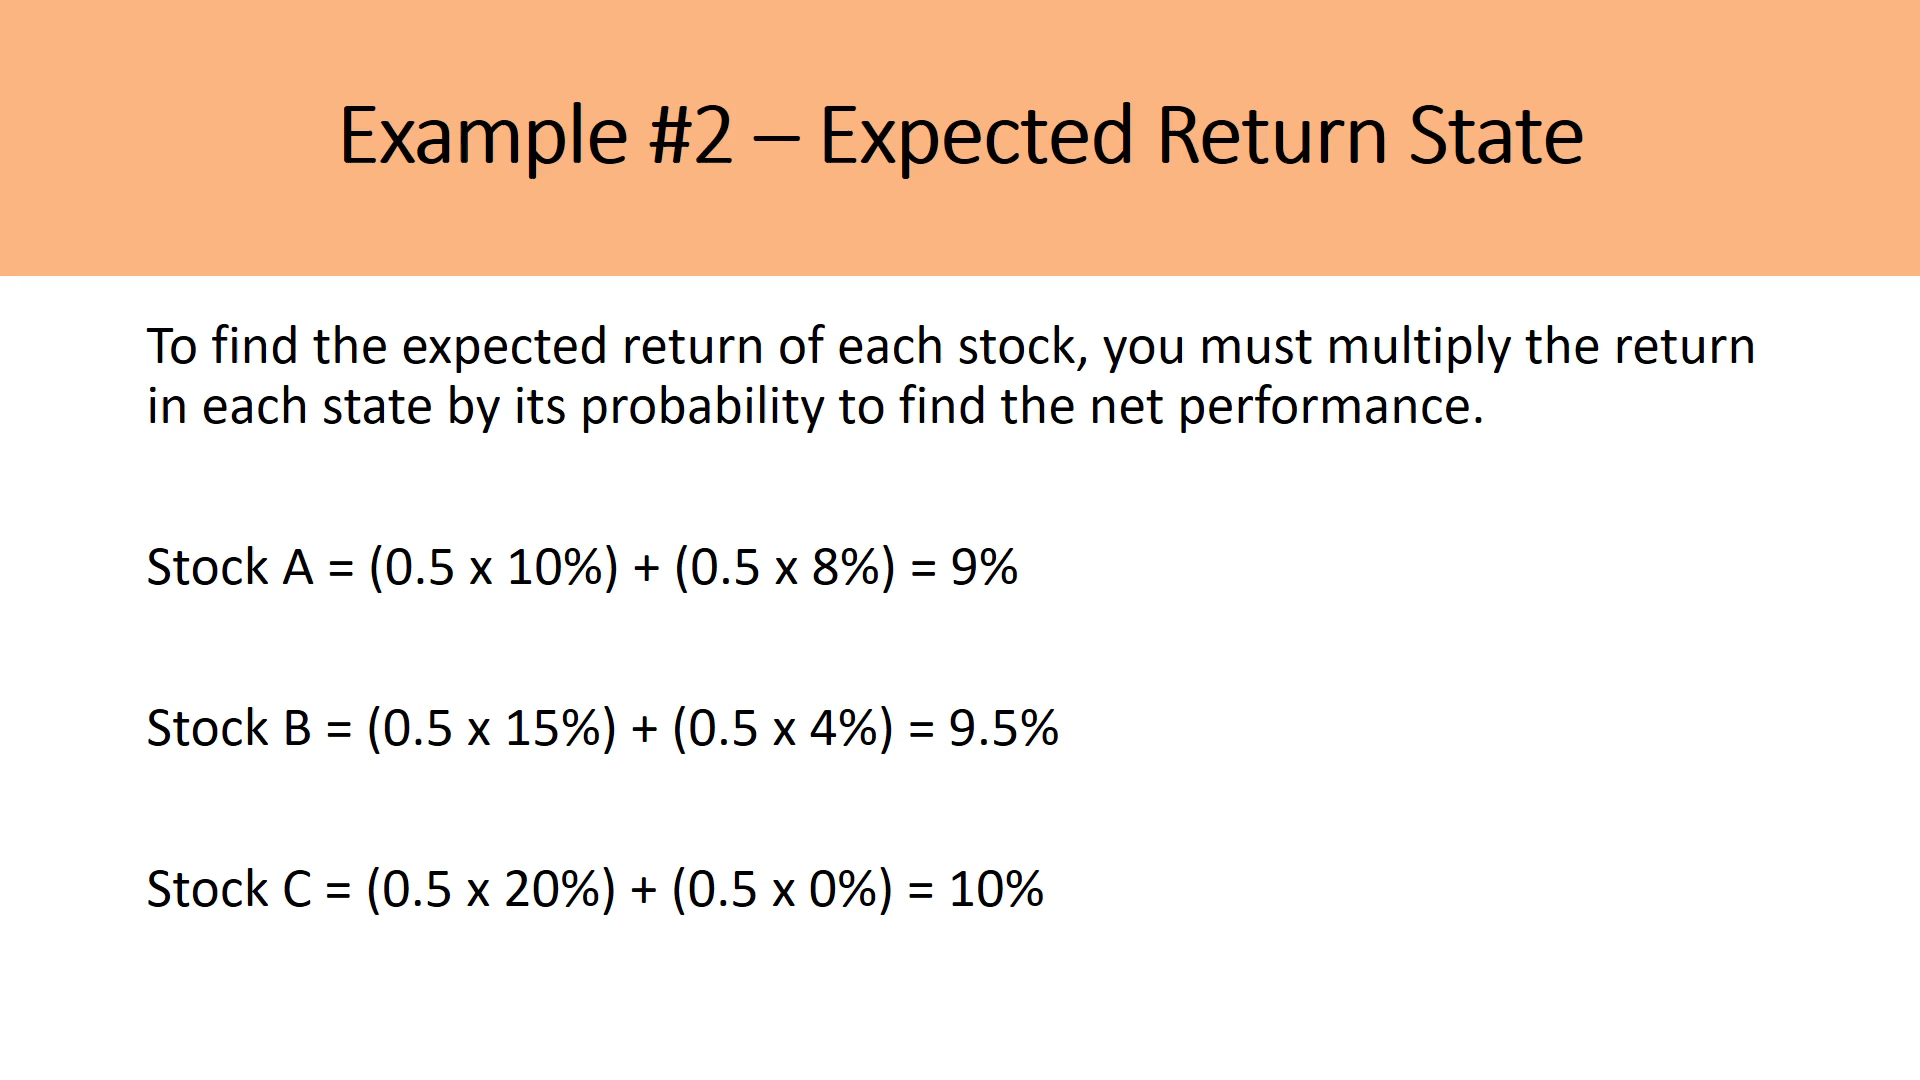 Example #2 – Expected Return State
To find the expected return of each stock, you must multiply the return
in each state by its probability to find the net performance.
Stock A = (0.5 x 10%) + (0.5 x 8%) = 9%
Stock B = (0.5 x 15%) + (0.5 x 4%) = 9.5%
Stock C = (0.5 x 20%) + (0.5 x 0%) = 10%